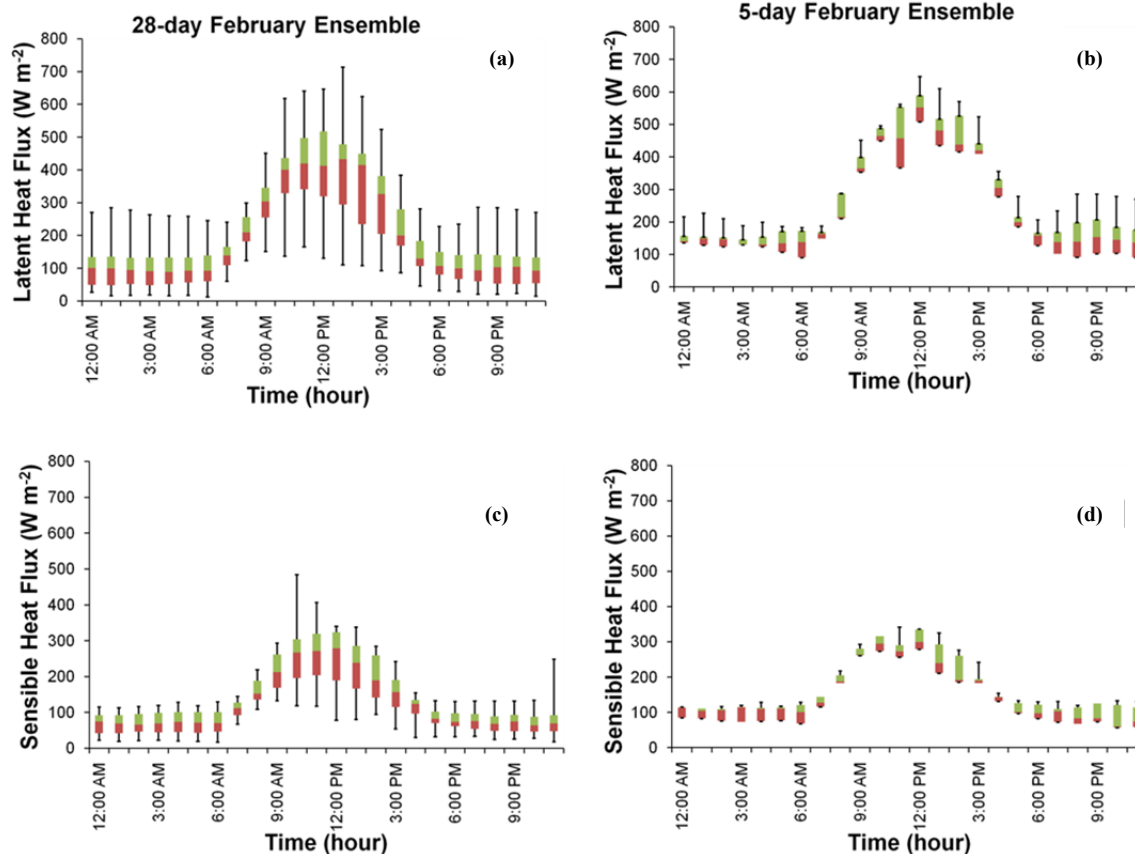 28-day February Ensemble
(a)
Latent Heat Flux (W m-2)
800
700
600
500
400
300
200
100
0
12:00 AM
3:00 AM
6:00 AM
9:00 AM
12:00 PM
3:00 PM
6:00 PM
9:00 PM
Time (hour)
5-day February Ensemble
(b)
Latent Heat Flux (W m-2)
800
700
600
500
400
300
200
100
0
12:00 AM
3:00 AM
6:00 AM
9:00 AM
12:00 PM
3:00 PM
6:00 PM
9:00 PM
Time (hour)
(c)
Sensible Heat Flux (W m-2)
800
700
600
500
400
300
200
100
0
12:00 AM
3:00 AM
6:00 AM
9:00 AM
12:00 PM
3:00 PM
6:00 PM
9:00 PM
Time (hour)
(d)
Sensible Heat Flux (W m-2)
800
700
600
500
400
300
200
100
0
12:00 AM
3:00 AM
6:00 AM
9:00 AM
12:00 PM
3:00 PM
6:00 PM
9:00 PM
Time (hour)